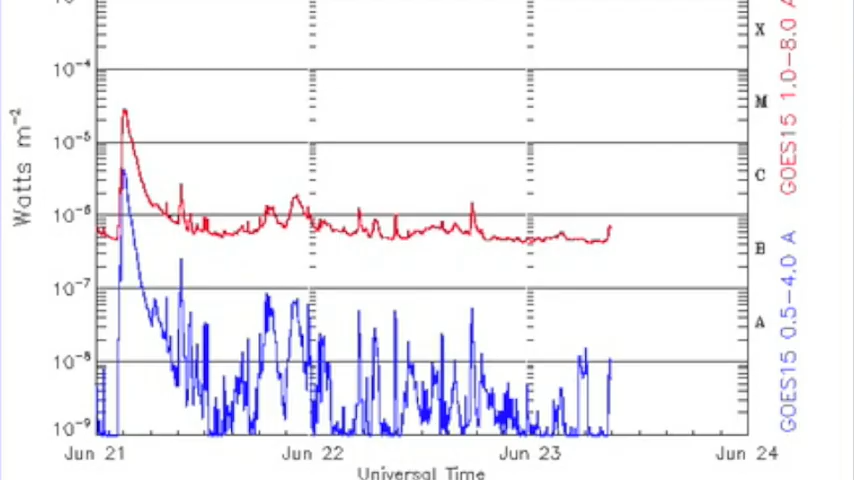 X
10⁻⁴
M
10⁻⁵
C
10⁻⁶
B
10⁻⁷
A
10⁻⁸
10⁻⁹
Watts m⁻²
GOES15 1.0-8.0 A
GOES15 0.5-4.0 A
Jun 21 Jun 22 Jun 23 Jun 24
Universal Time